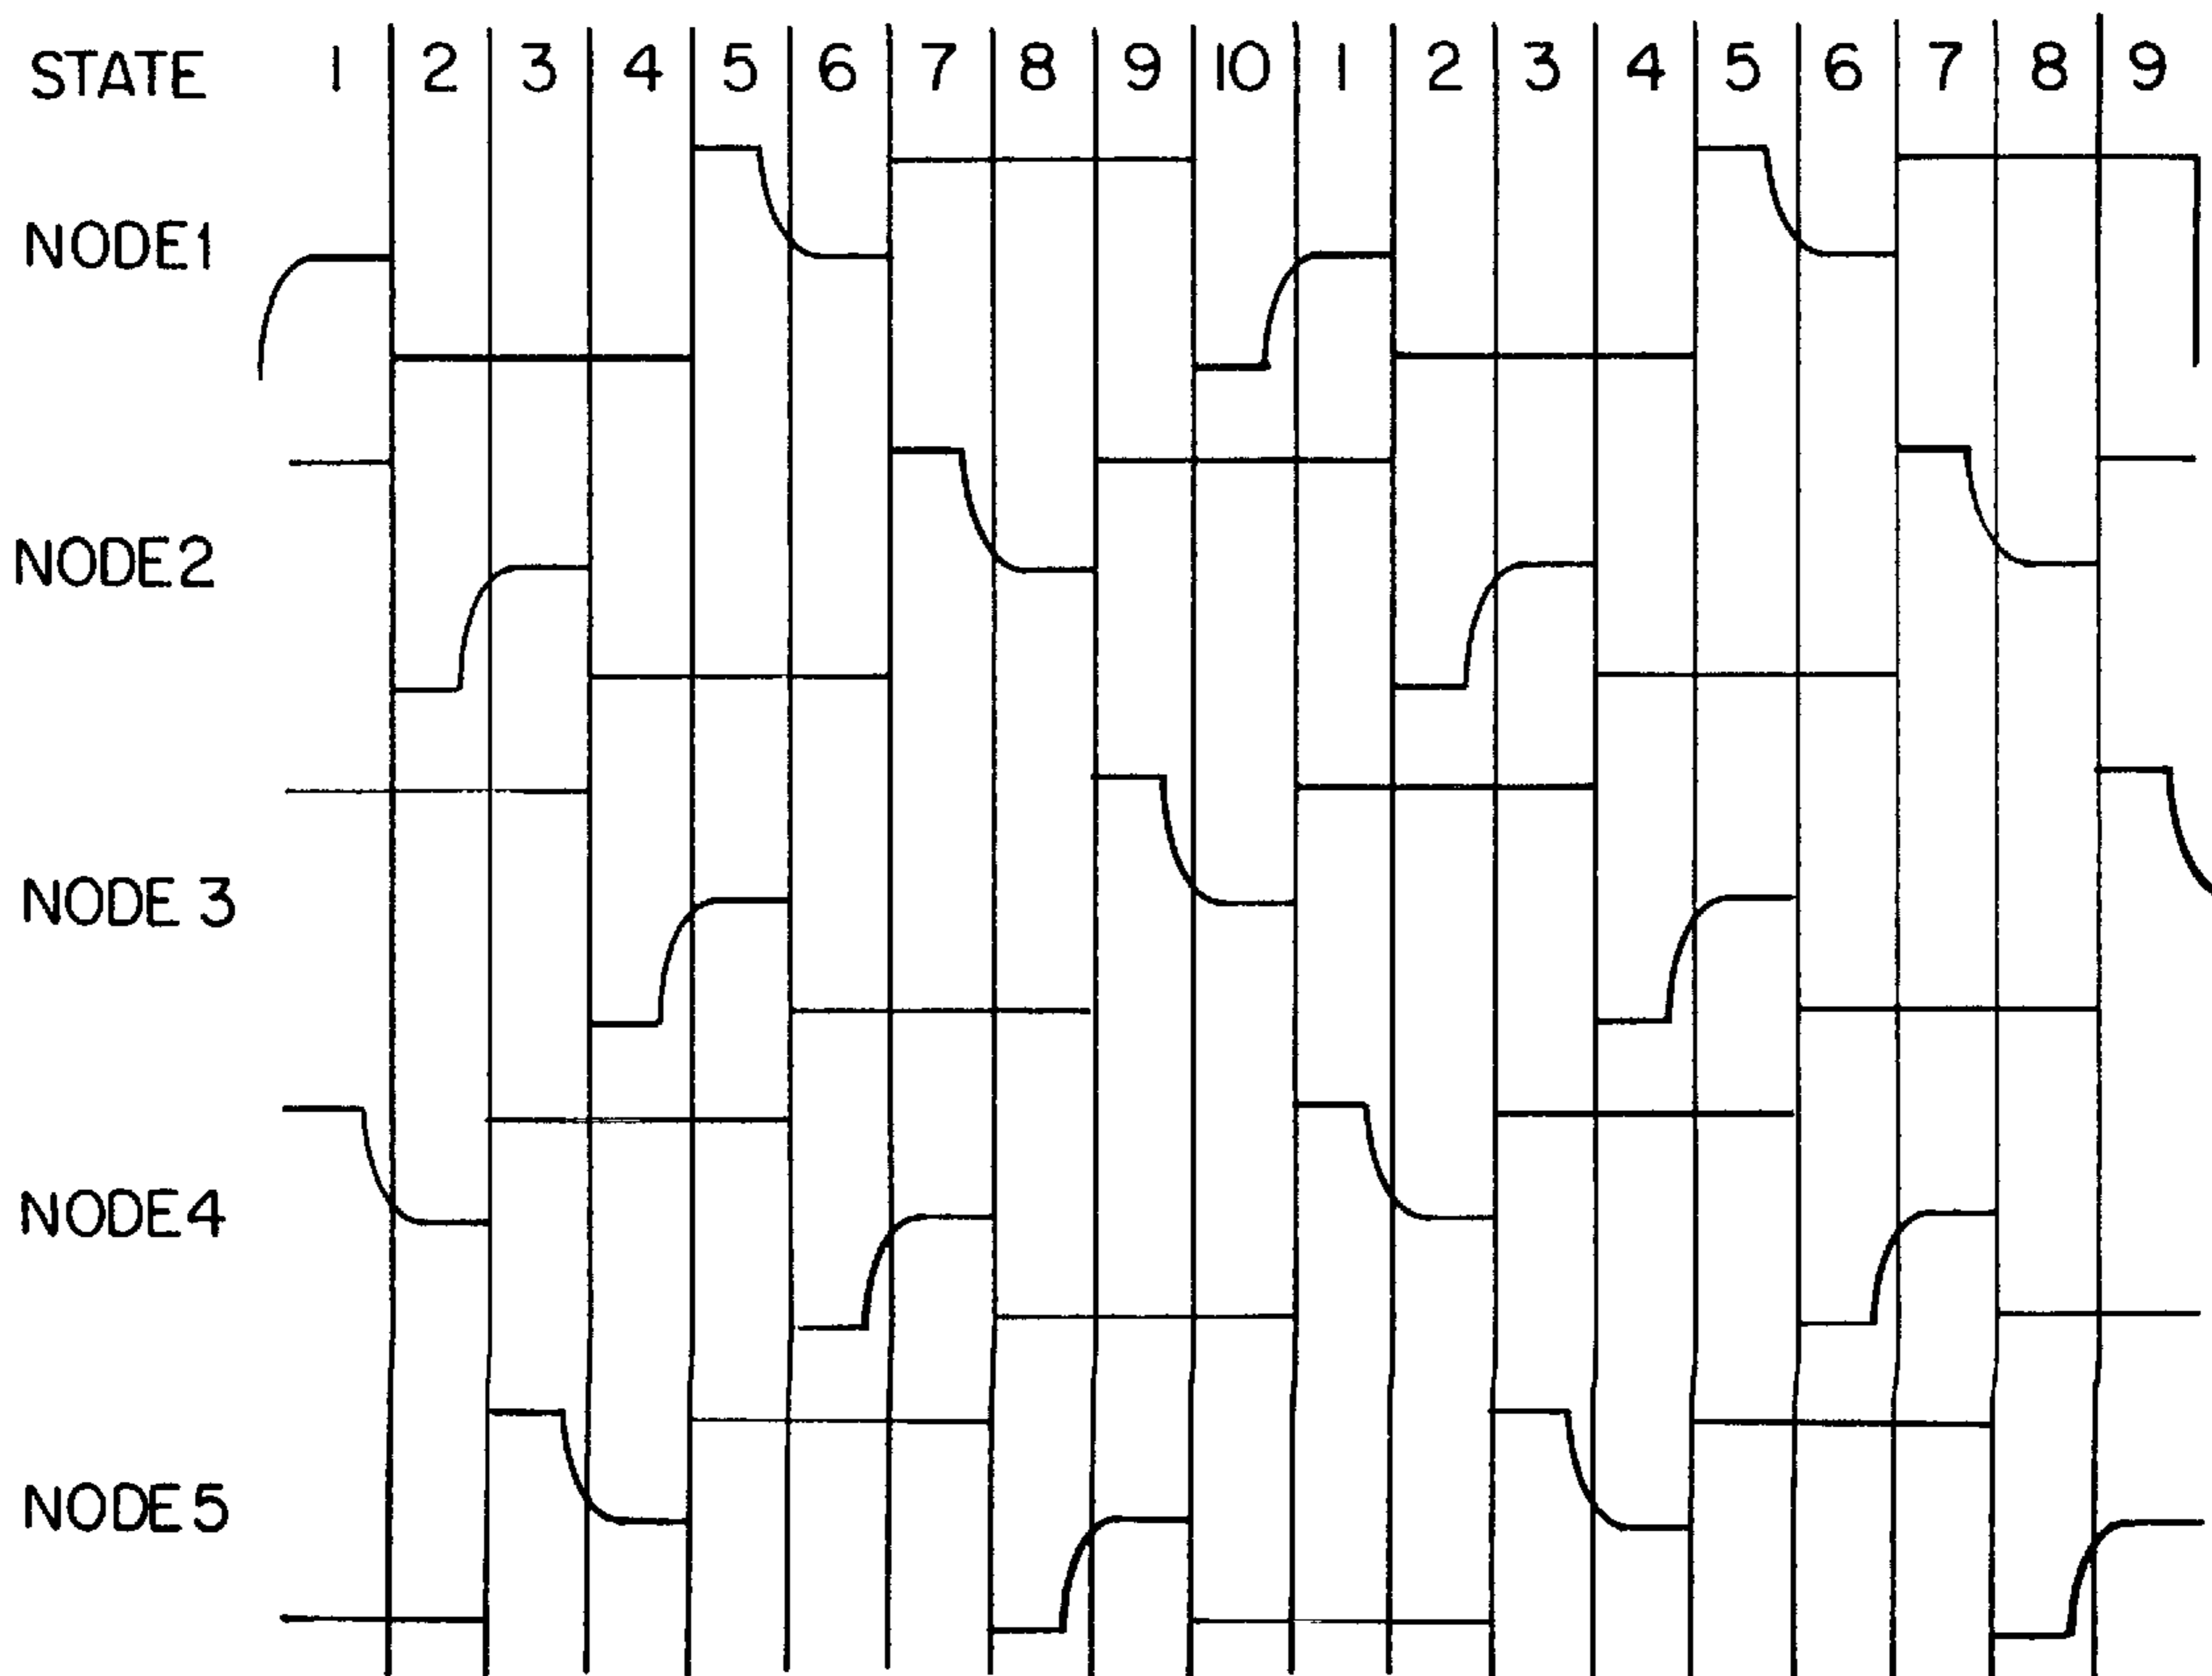 STATE 1 2 3 4 5 6 7 8 9 10 1 2 3 4 5 6 7 8 9
NODE1
NODE2
NODE 3
NODE4
NODE5